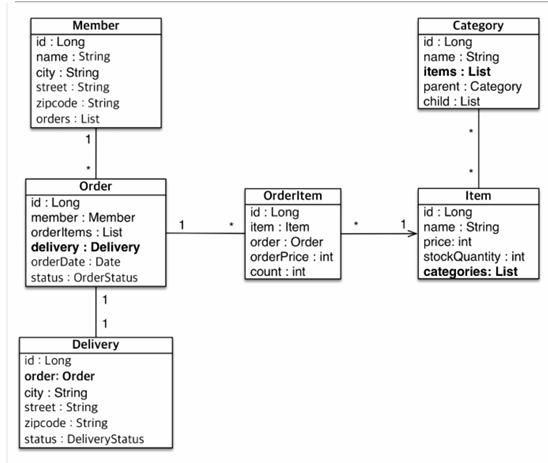 Member
id : Long
name : String
city : String
street : String
zipcode : String
orders : List
Category
id : Long
name : String
items : List
parent : Category
child : List
1
*
*
*
Order
id : Long
member : Member
orderItems : List
delivery : Delivery
orderDate : Date
status : OrderStatus
1
*
OrderItem
id : Long
item : Item
order : Order
orderPrice : int
count : int
*
1
Item
id : Long
name : String
price: int
stockQuantity : int
categories: List
1
1
Delivery
id : Long
order: Order
city : String
street : String
zipcode : String
status : DeliveryStatus